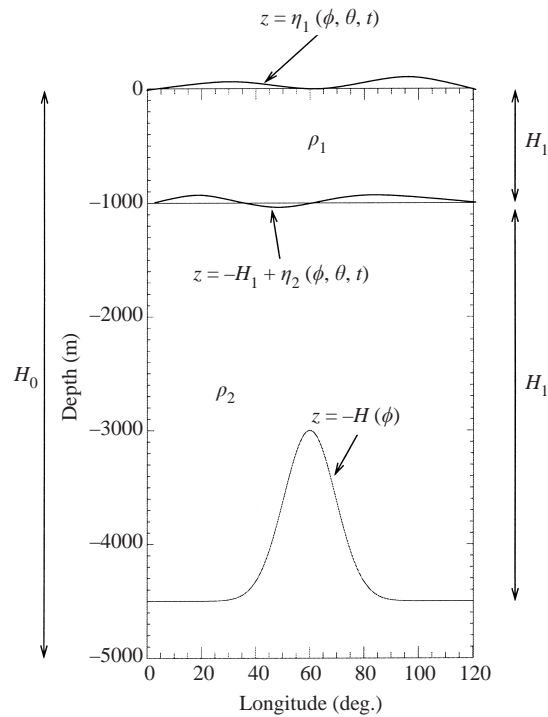 z = η₁ (ϕ, θ, t)
0
ρ₁
H₁
−1000
z = −H₁ + η₂ (ϕ, θ, t)
−2000
H₀
Depth (m)
ρ₂
H₁
z = −H (ϕ)
−3000
−4000
−5000
0 20 40 60 80 100 120
Longitude (deg.)